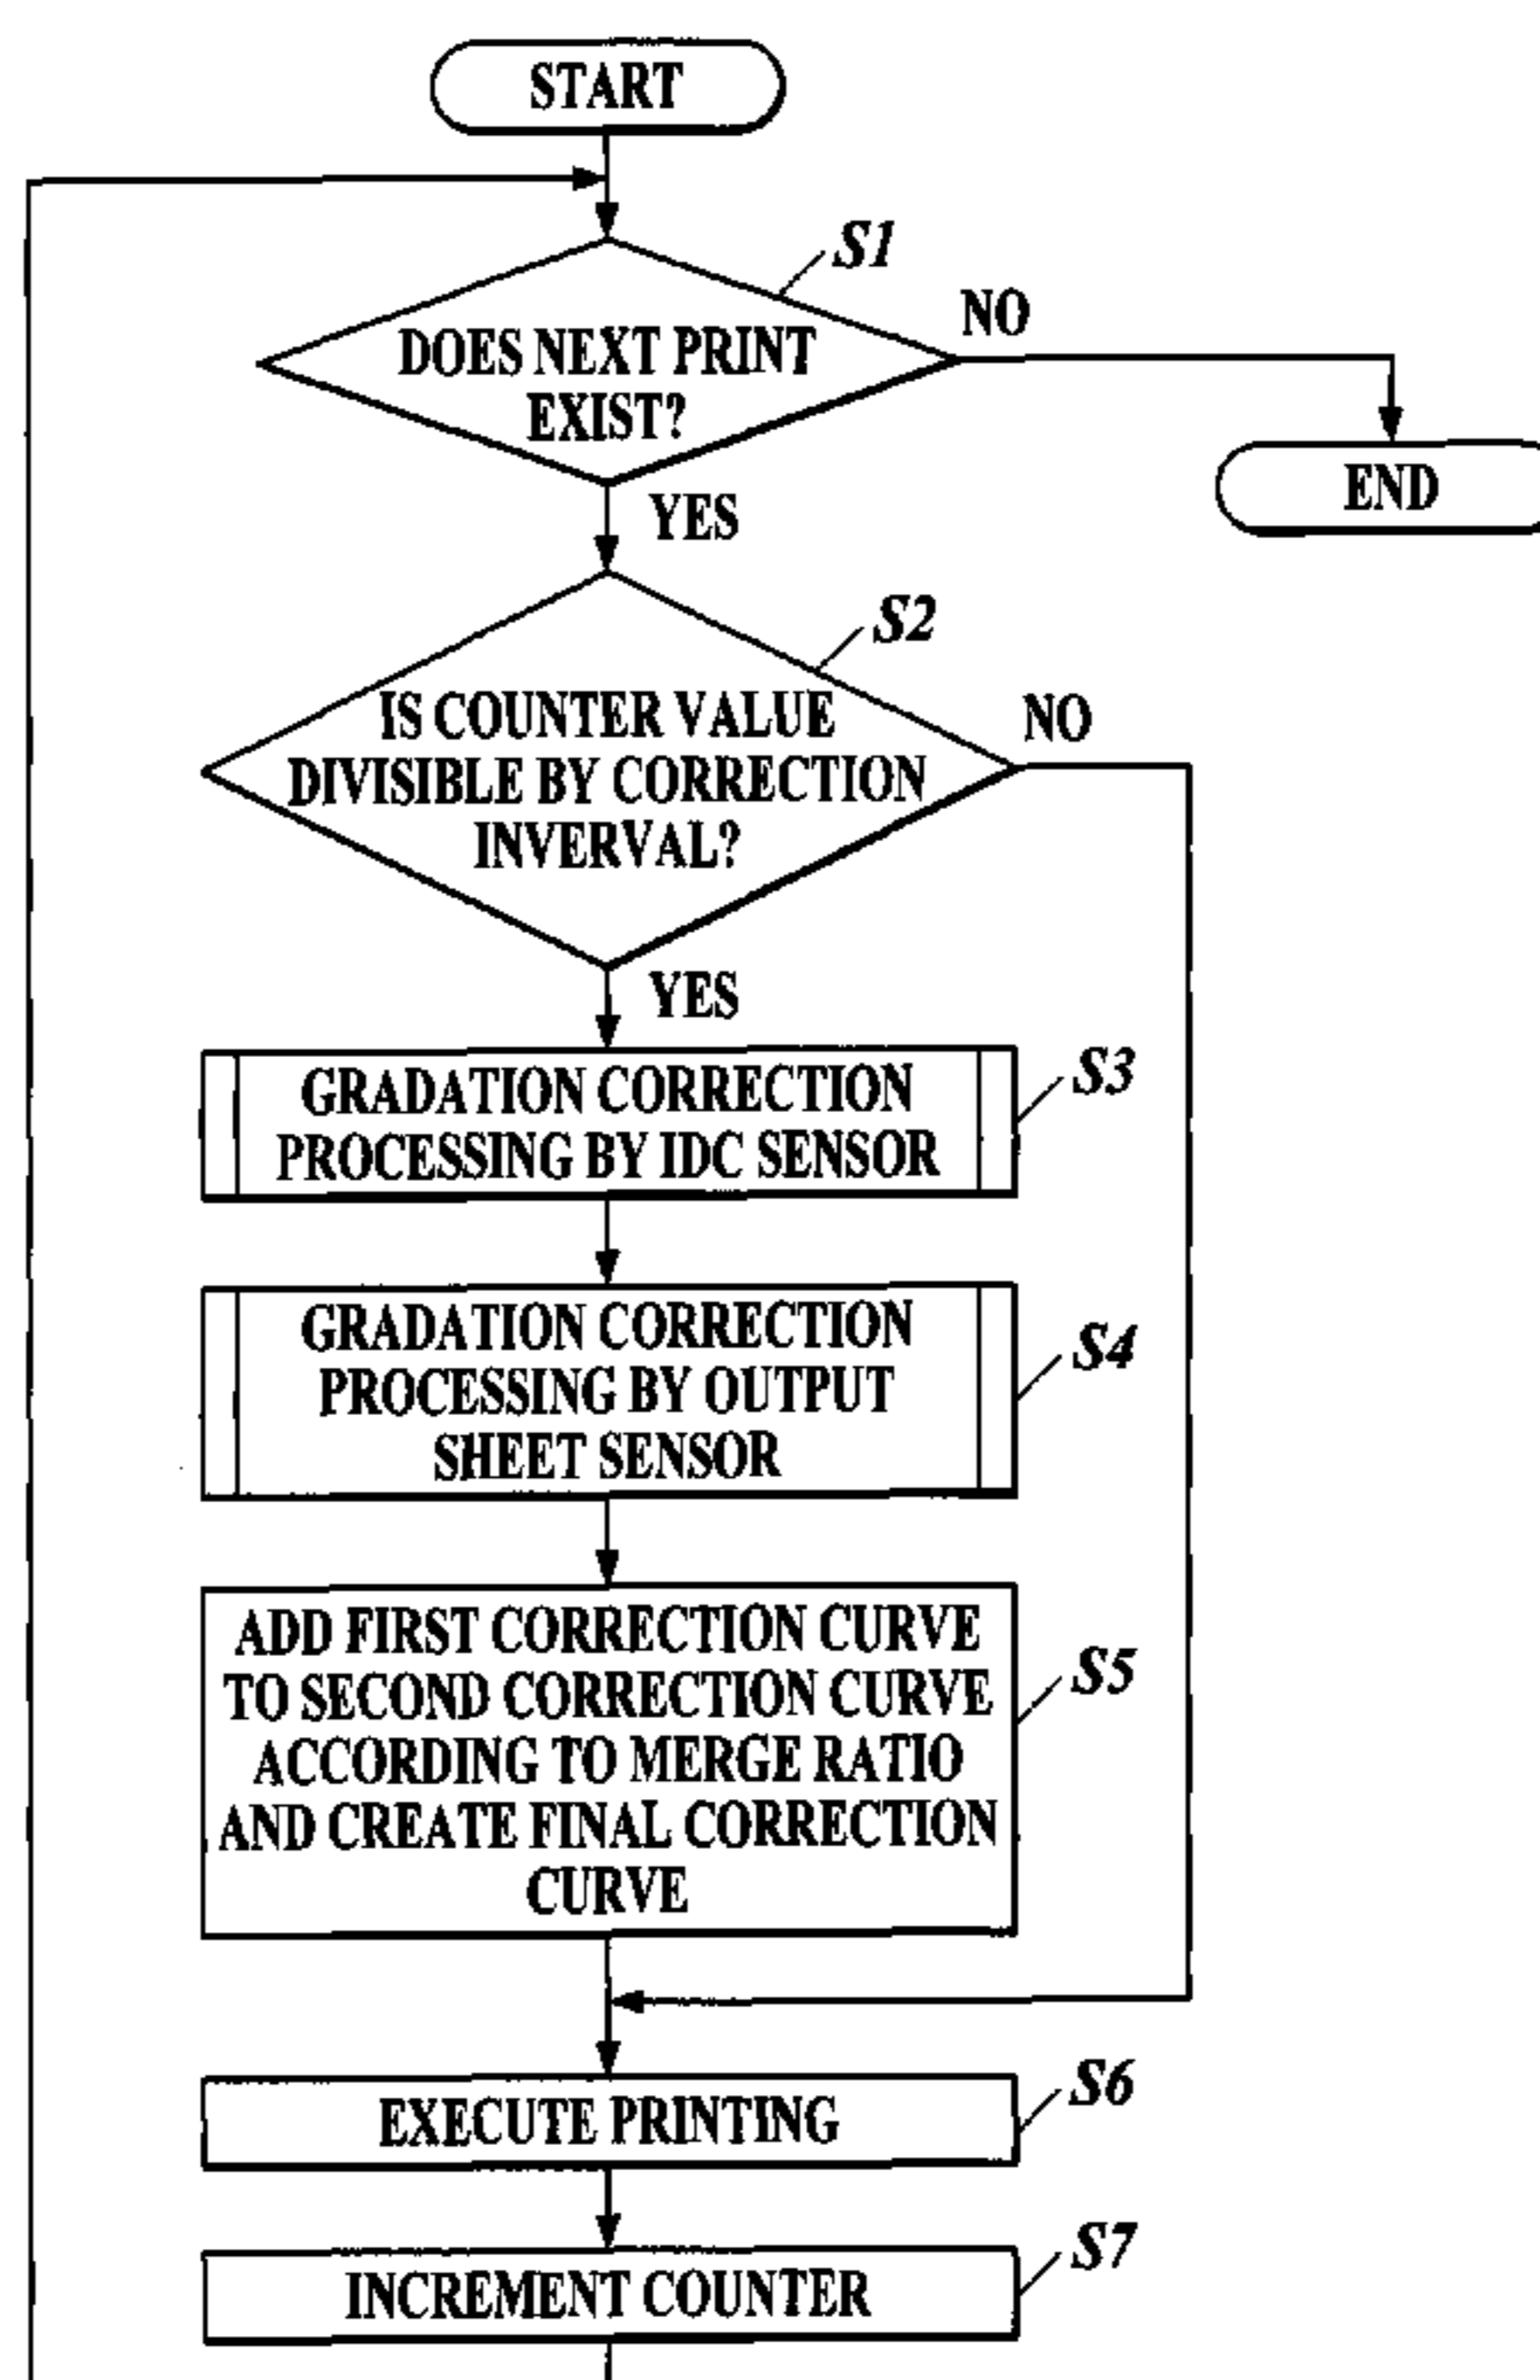 START
S1
DOES NEXT PRINT
EXIST?
NO
END
YES
S2
IS COUNTER VALUE
DIVISIBLE BY CORRECTION
INVERVAL?
NO
YES
GRADATION CORRECTION
PROCESSING BY IDC SENSOR
S3
GRADATION CORRECTION
PROCESSING BY OUTPUT
SHEET SENSOR
S4
ADD FIRST CORRECTION CURVE
TO SECOND CORRECTION CURVE
ACCORDING TO MERGE RATIO
AND CREATE FINAL CORRECTION
CURVE
S5
EXECUTE PRINTING
S6
INCREMENT COUNTER
S7